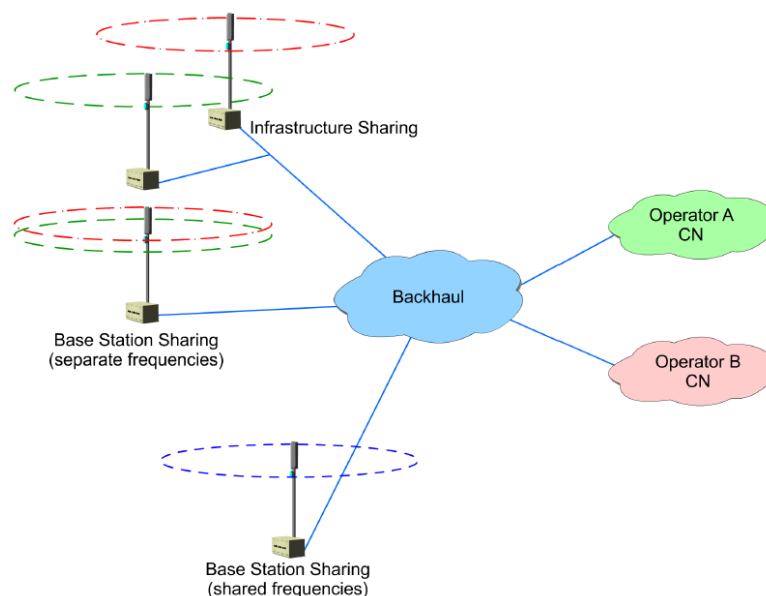 Infrastructure Sharing
Operator A
CN
Backhaul
Base Station Sharing
(separate frequencies)
Operator B
CN
Base Station Sharing
(shared frequencies)